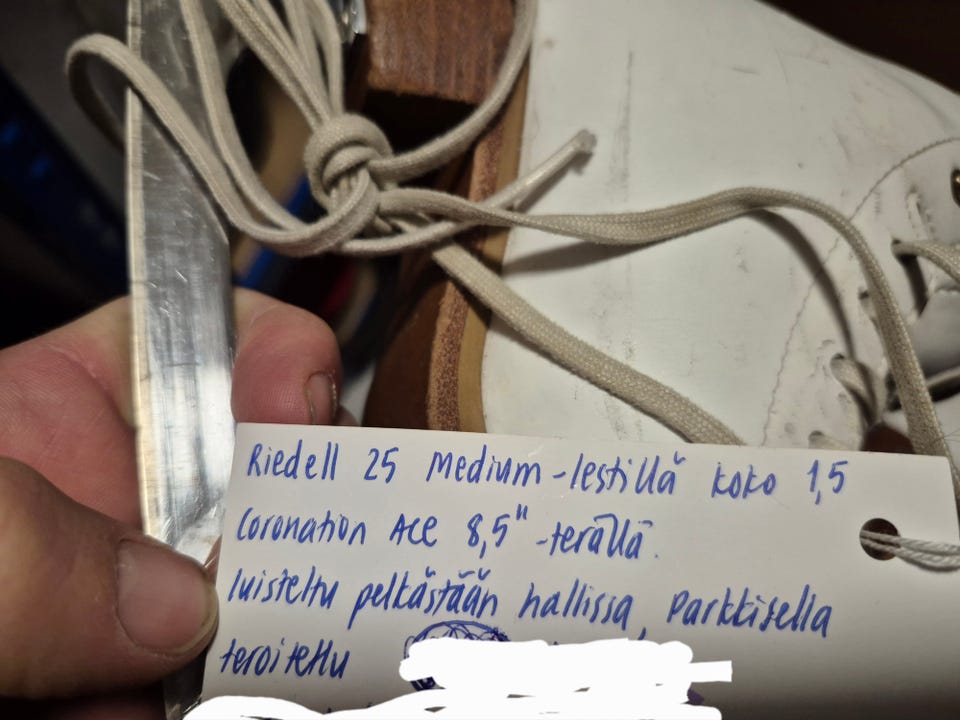 Riedell 25 Medium-lestillä koko 1,5
Coronation Ace 8,5"-terällä.
luisteltu pelkästään hallissa, Parkkisella
teroitettu